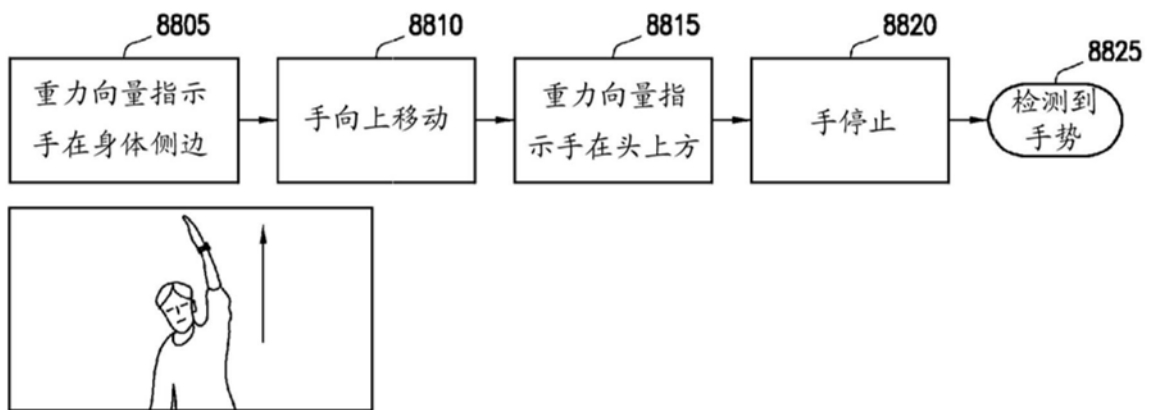 8805
8810
8815
8820
8825
重力向量指示
手在身体侧边
手向上移动
重力向量指
示手在头上方
手停止
检测到
手势